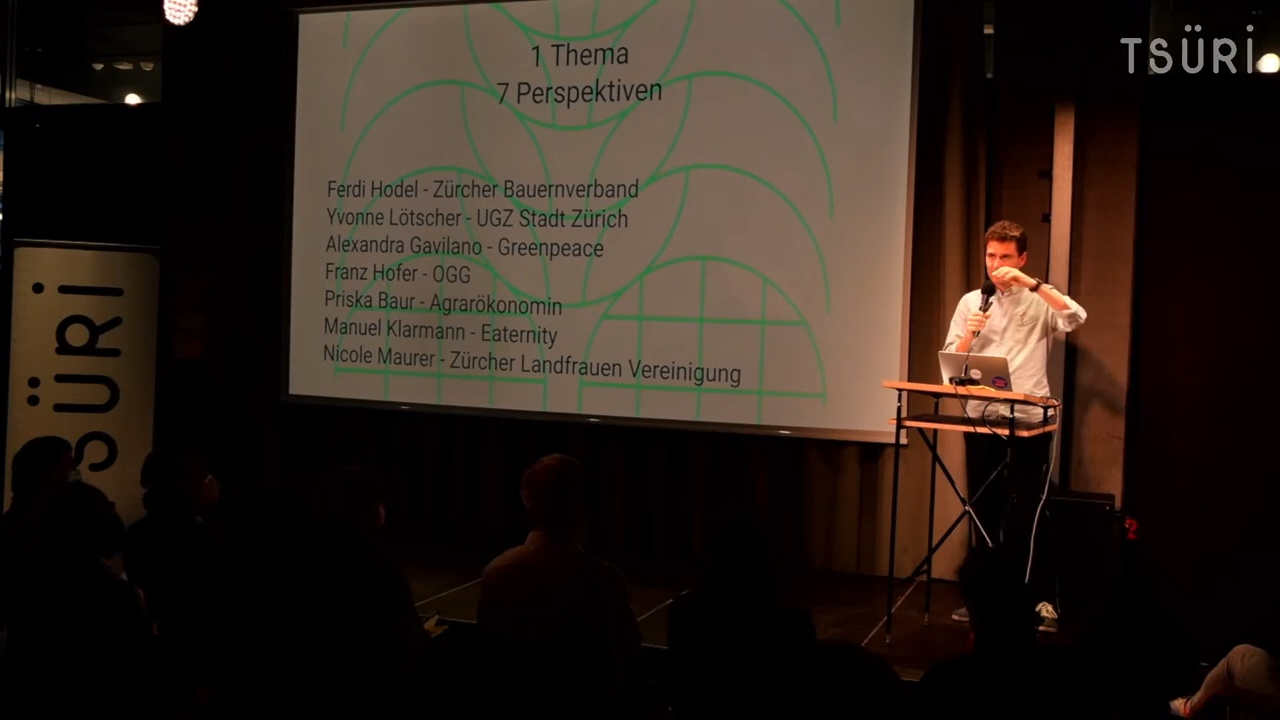 TSÜRI
1 Thema
7 Perspektiven
Ferdi Hodel - Zürcher Bauernverband
Yvonne Lötscher - UGZ Stadt Zürich
Alexandra Gavilano - Greenpeace
Franz Hofer - OGG
Priska Baur - Agrarökonomin
Manuel Klarmann - Eaternity
Nicole Maurer - Zürcher Landfrauen Vereinigung
SÜRI